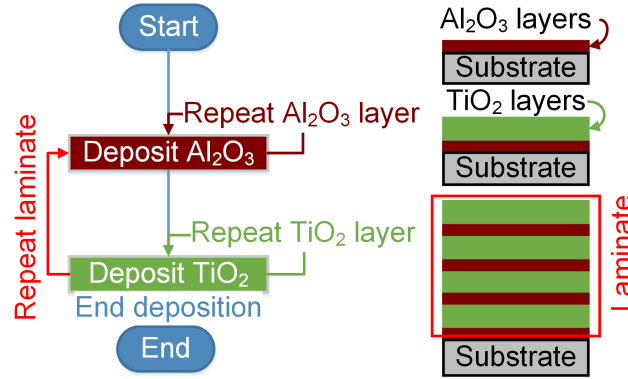 Start
Repeat Al₂O₃ layer
Deposit Al₂O₃
Repeat laminate
Repeat TiO₂ layer
Deposit TiO₂
End deposition
End
Al₂O₃ layers
Substrate
TiO₂ layers
Substrate
Laminate
Substrate